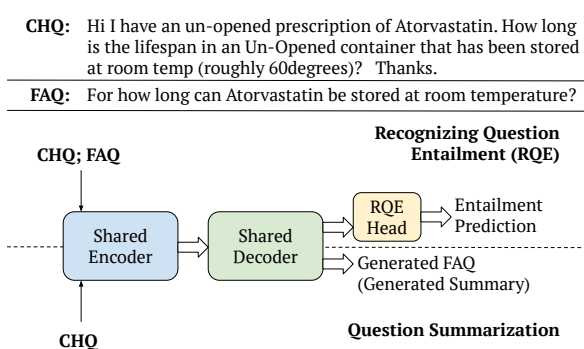 CHQ: Hi I have an un-opened prescription of Atorvastatin. How long
is the lifespan in an Un-Opened container that has been stored
at room temp (roughly 60degrees)? Thanks.
FAQ: For how long can Atorvastatin be stored at room temperature?
Recognizing Question
Entailment (RQE)
CHQ; FAQ
Shared
Encoder
Shared
Decoder
RQE
Head
Entailment
Prediction
Generated FAQ
(Generated Summary)
CHQ
Question Summarization